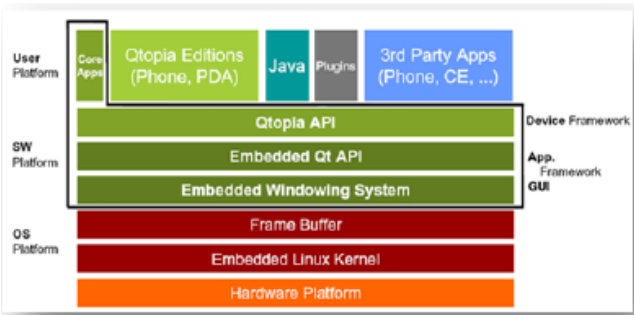 User
Platform
Core
Apps
Qtopia Editions
(Phone, PDA)
Java
Plugins
3rd Party Apps
(Phone, CE, ...)
SW
Platform
Qtopla API
Device Framework
Embedded Qt API
App.
Framework
Embedded Windowing System
GUI
OS
Platform
Frame Buffer
Embedded Linux Kernel
Hardware Platform